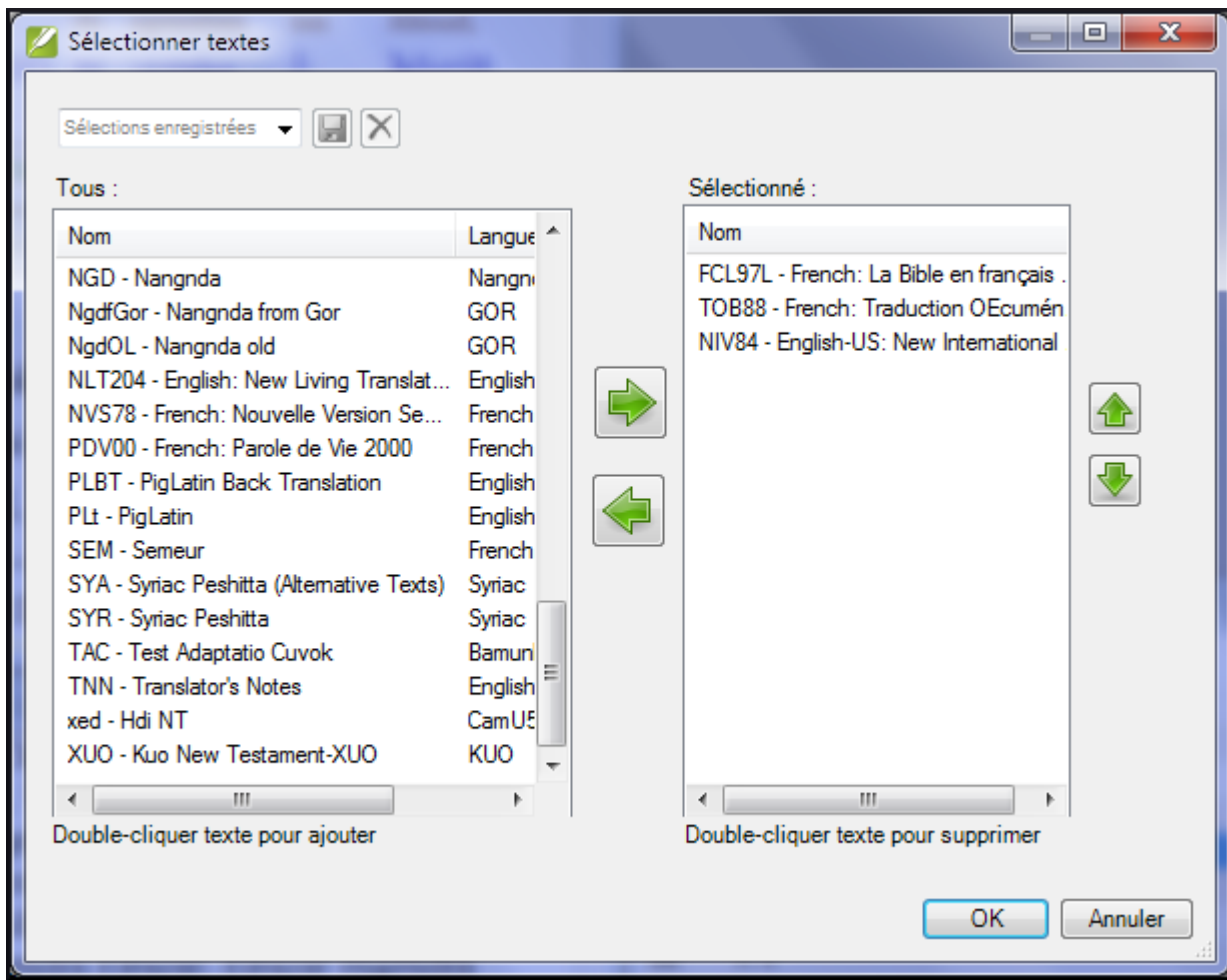 Sélectionner textes
Sélections enregistrées
Tous :
Nom Langue
NGD - Nangnda Nangn
NgdfGor - Nangnda from Gor GOR
NgdOL - Nangnda old GOR
NLT204 - English: New Living Translat... English
NVS78 - French: Nouvelle Version Se... French
PDV00 - French: Parole de Vie 2000 French
PLBT - PigLatin Back Translation English
PLt - PigLatin English
SEM - Semeur French
SYA - Syriac Peshitta (Alternative Texts) Syriac
SYR - Syriac Peshitta Syriac
TAC - Test Adaptatio Cuvok Bamun
TNN - Translator's Notes English
xed - Hdi NT CamU5
XUO - Kuo New Testament-XUO KUO
Double-cliquer texte pour ajouter
Sélectionné :
Nom
FCL97L - French: La Bible en français .
TOB88 - French: Traduction OEcumén
NIV84 - English-US: New International
Double-cliquer texte pour supprimer
OK Annuler